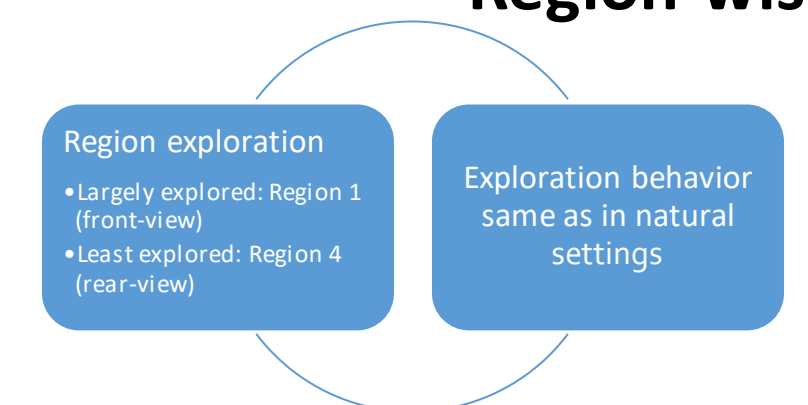 Region
Region exploration
•Largely explored: Region 1
(front-view)
•Least explored: Region 4
(rear-view)
Exploration behavior
same as in natural
settings